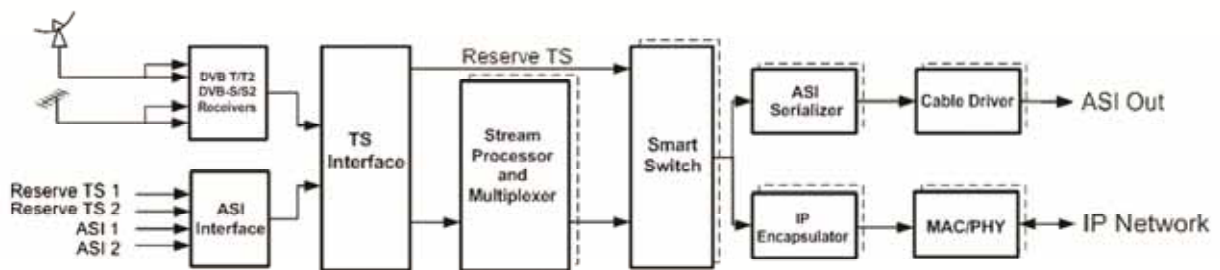 DVB T/T2
DVB-S/S2
Receivers
Reserve TS 1
Reserve TS 2
ASI 1
ASI 2
ASI
Interface
TS
Interface
Reserve TS
Stream
Processor
and
Multiplexer
Smart
Switch
ASI
Serializer
Cable Driver
ASI Out
IP
Encapsulator
MAC/PHY
IP Network